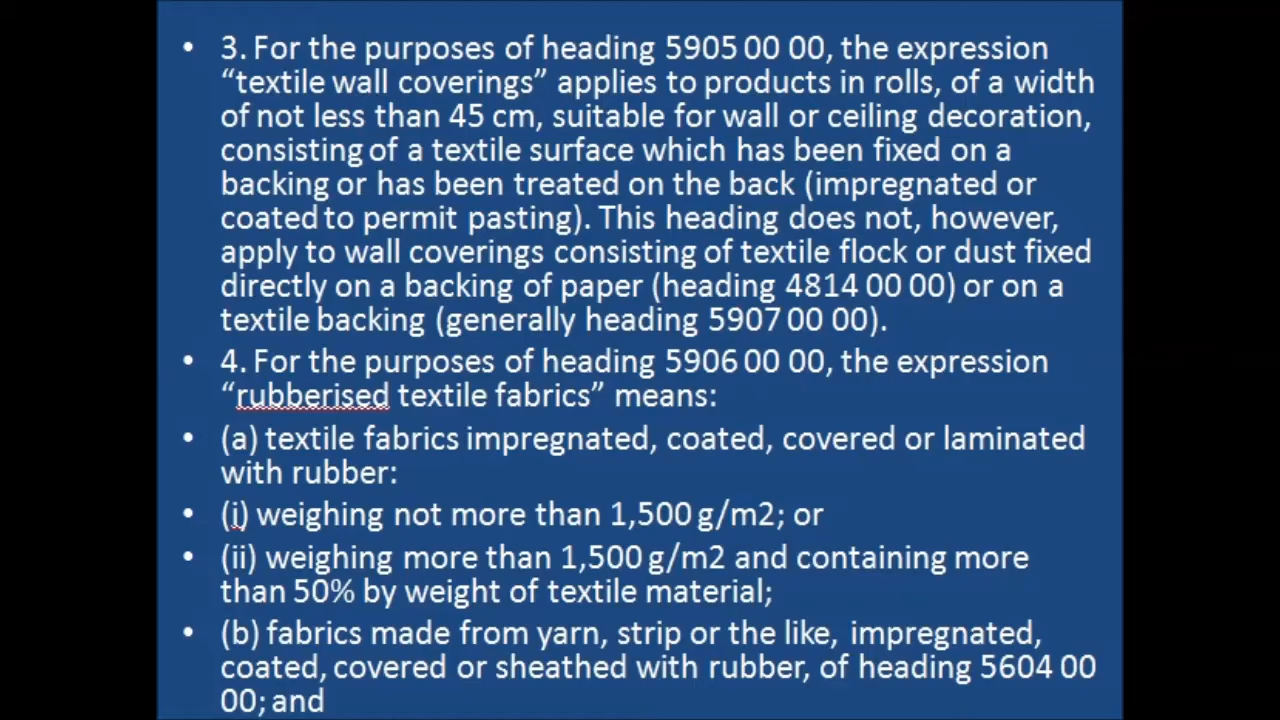 • 3. For the purposes of heading 5905 00 00, the expression
“textile wall coverings” applies to products in rolls, of a width
of not less than 45 cm, suitable for wall or ceiling decoration,
consisting of a textile surface which has been fixed on a
backing or has been treated on the back (impregnated or
coated to permit pasting). This heading does not, however,
apply to wall coverings consisting of textile flock or dust fixed
directly on a backing of paper (heading 4814 00 00) or on a
textile backing (generally heading 5907 00 00).
• 4. For the purposes of heading 5906 00 00, the expression
“rubberised textile fabrics” means:
• (a) textile fabrics impregnated, coated, covered or laminated
with rubber:
• (i) weighing not more than 1,500 g/m2; or
• (ii) weighing more than 1,500 g/m2 and containing more
than 50% by weight of textile material;
• (b) fabrics made from yarn, strip or the like, impregnated,
coated, covered or sheathed with rubber, of heading 5604 00
00; and